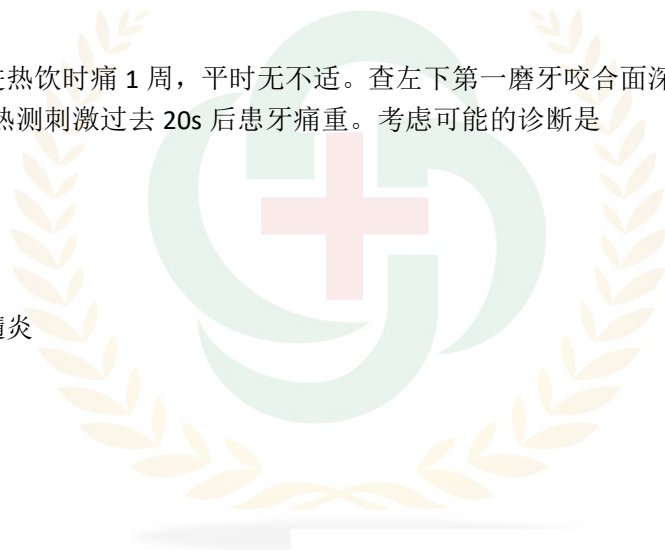 热饮时痛 1 周，平时无不适。查左下第一磨牙咬合面深
热测刺激过去 20s 后患牙痛重。考虑可能的诊断是
炎